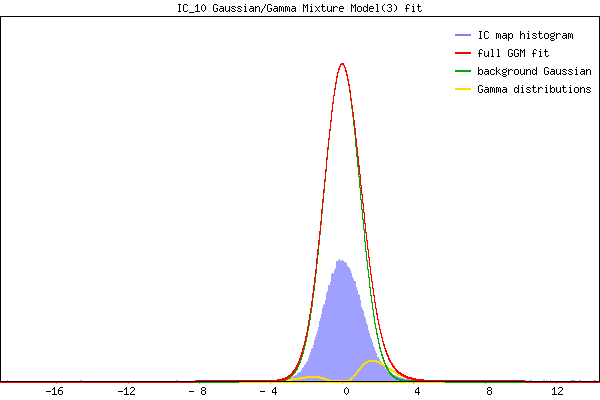 IC_10 Gaussian/Gamma Mixture Model(3) fit
IC map histogram
full GGM fit
background Gaussian
Gamma distributions
-16 -12 - 8 - 4 0 4 8 12